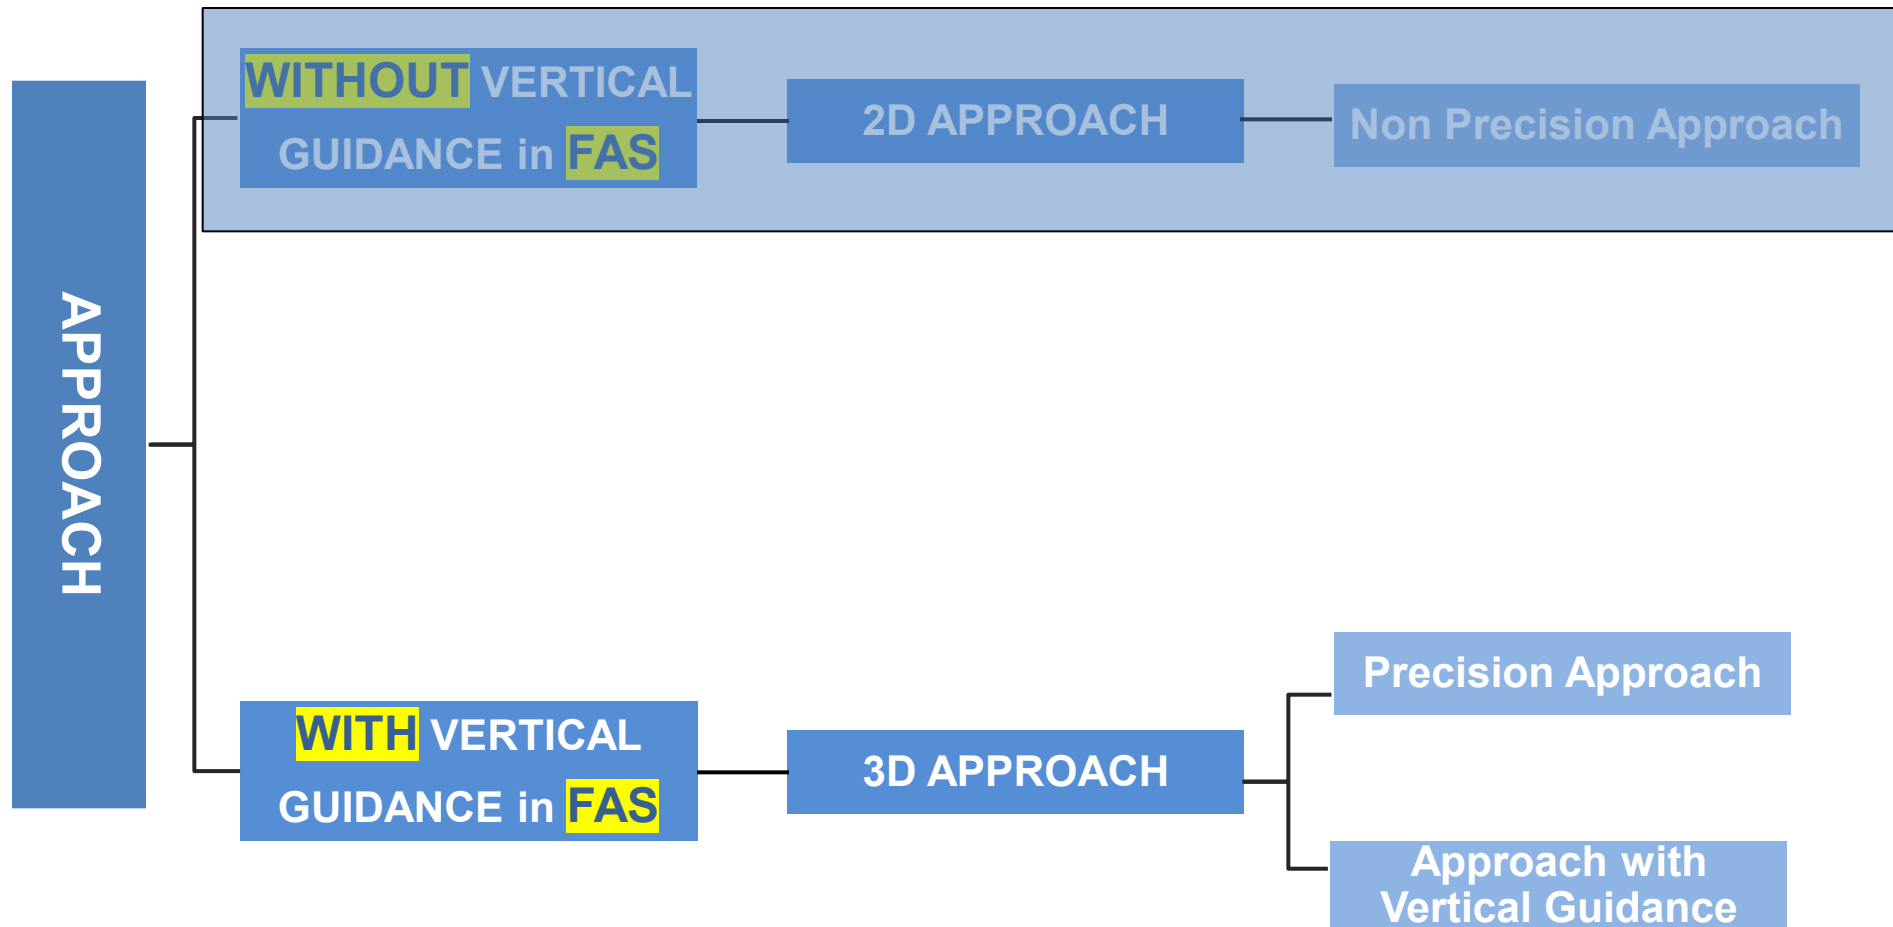 APPROACH
WITHOUT VERTICAL
GUIDANCE in FAS
2D APPROACH
Non Precision Approach
WITH VERTICAL
GUIDANCE in FAS
3D APPROACH
Precision Approach
Approach with
Vertical Guidance